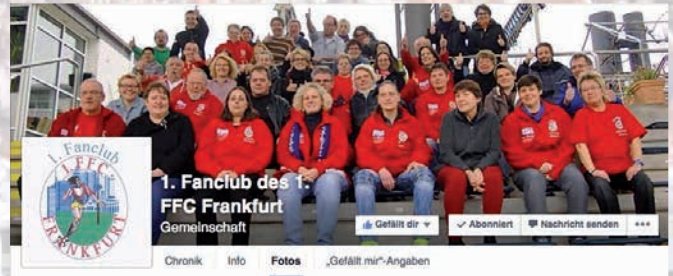 1. Fanclub
1. FFC
FRANKFURT
1. Fanclub des 1.
FFC Frankfurt
Gemeinschaft
Gefällt dir
Abonniert
Nachricht senden
Chronik Info Fotos „Gefällt mir"-Angaben